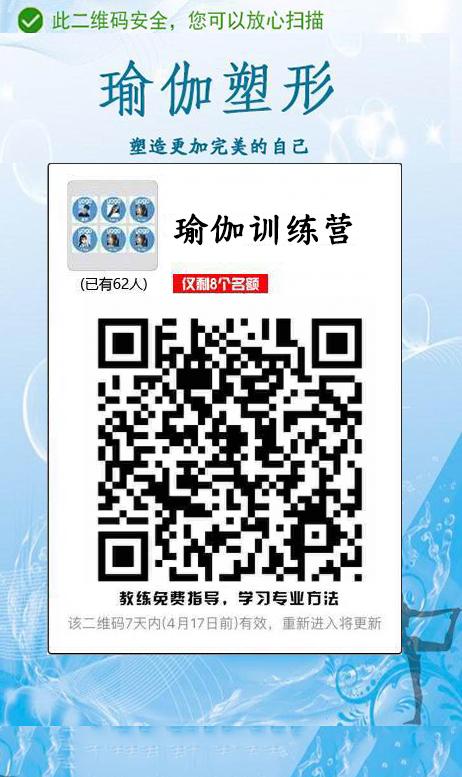 此二维码安全，您可以放心扫描
瑜伽塑形
塑造更加完美的自己
瑜伽训练营
(已有62人)
仅剩8个名额
教练免费指导，学习专业方法
该二维码7天内(4月17日前)有效，重新进入将更新